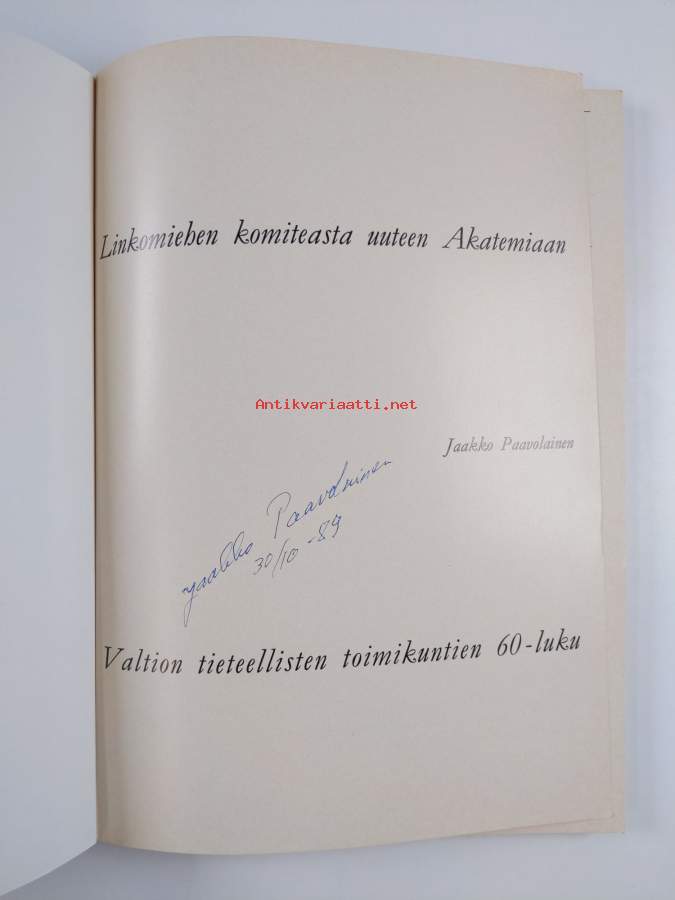 Linkomiehen komiteasta uuteen Akatemiaan
Antikvariaatti.net
Jaakko Paavolainen
Jaakko Paavolainen
30/10 -89
Valtion tieteellisten toimikuntien 60-luku